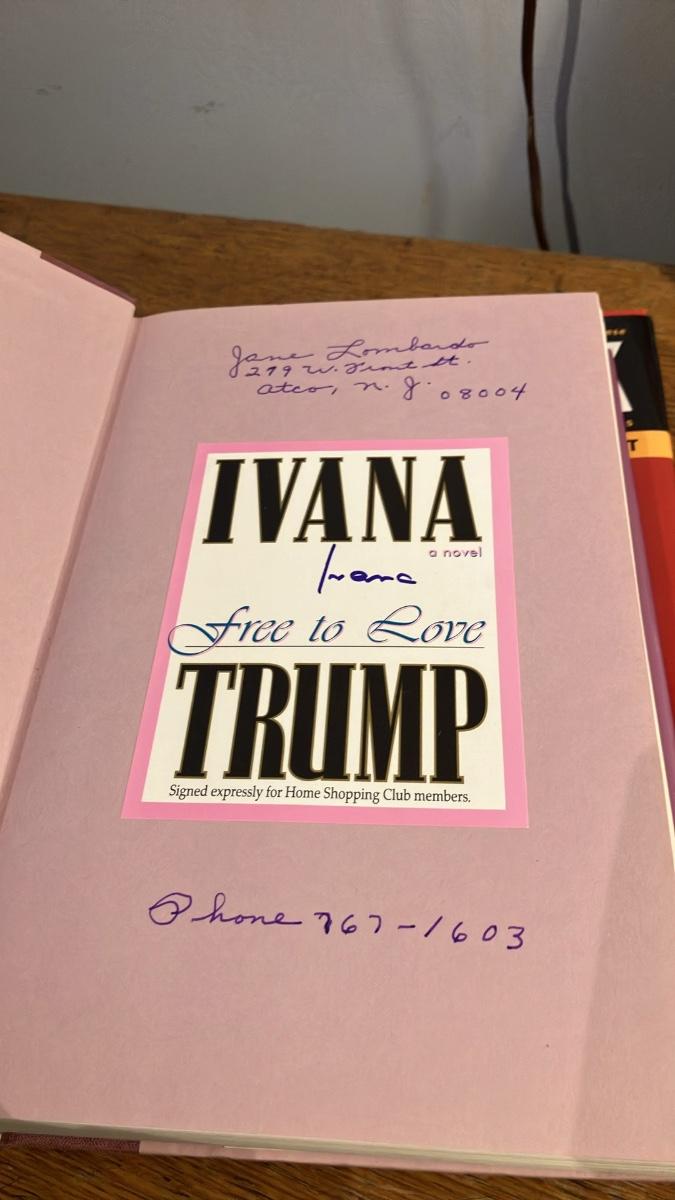 Jane Lombardo
299 W. Front St.
Atco, N. J. 08004
IVANA
a novel
Ivana
Free to Love
TRUMP
Signed expressly for Home Shopping Club members.
Phone 767-1603
T